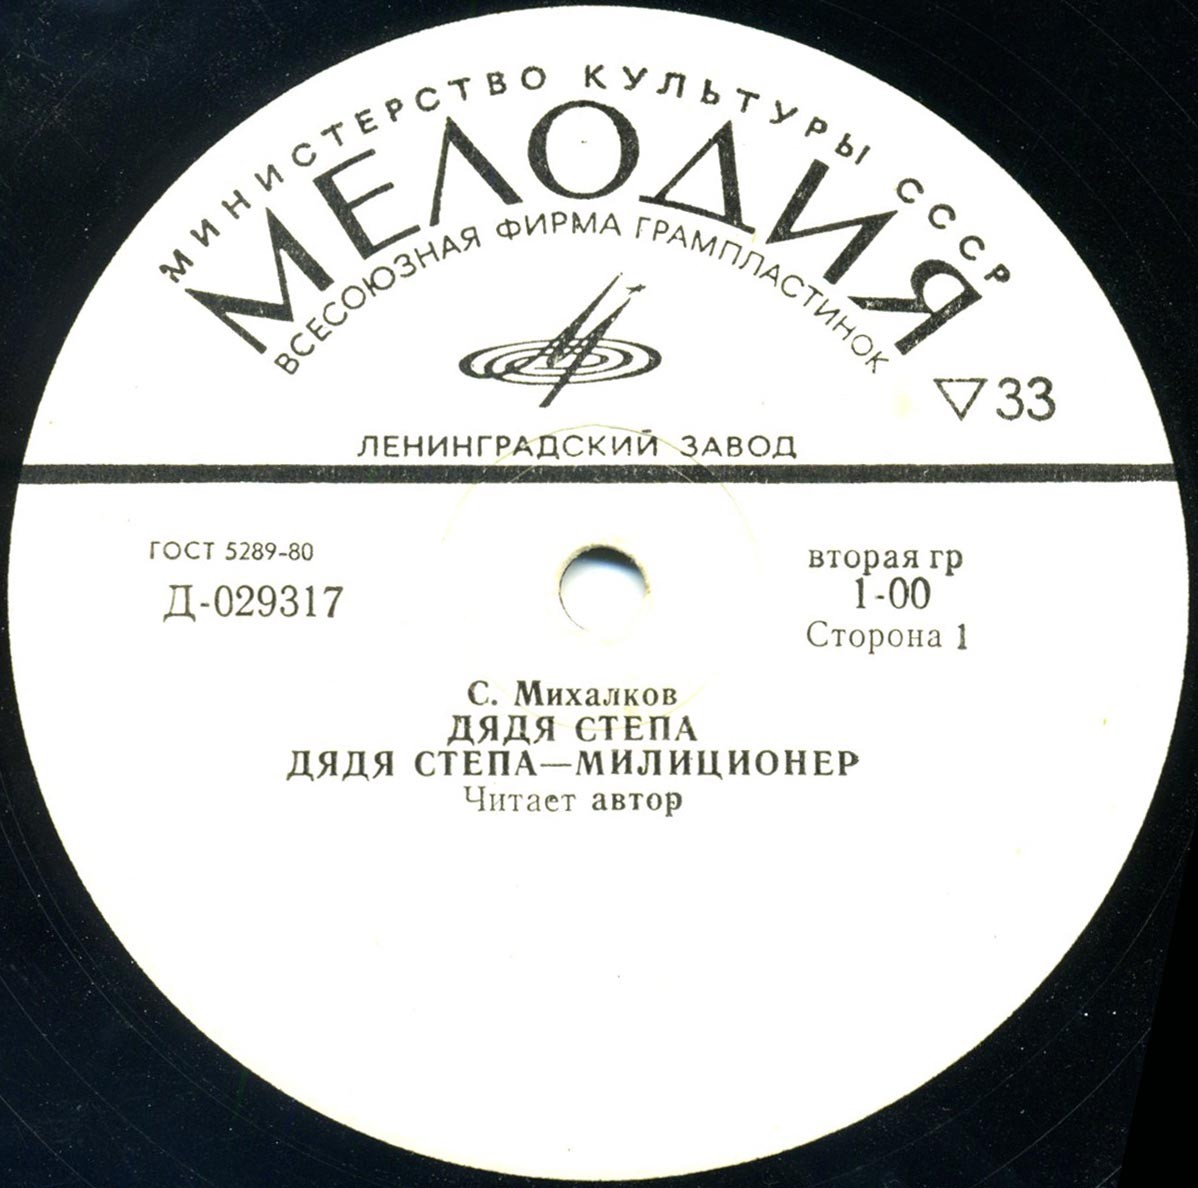 МИНИСТЕРСТВО КУЛЬТУРЫ СССР
МЕЛОДИЯ
ВСЕСОЮЗНАЯ ФИРМА ГРАМПЛАСТИНОК
33
ЛЕНИНГРАДСКИЙ ЗАВОД
ГОСТ 5289-80
Д-029317
вторая гр
1-00
Сторона 1
С. Михалков
ДЯДЯ СТЕПА
ДЯДЯ СТЕПА—МИЛИЦИОНЕР
Читает автор